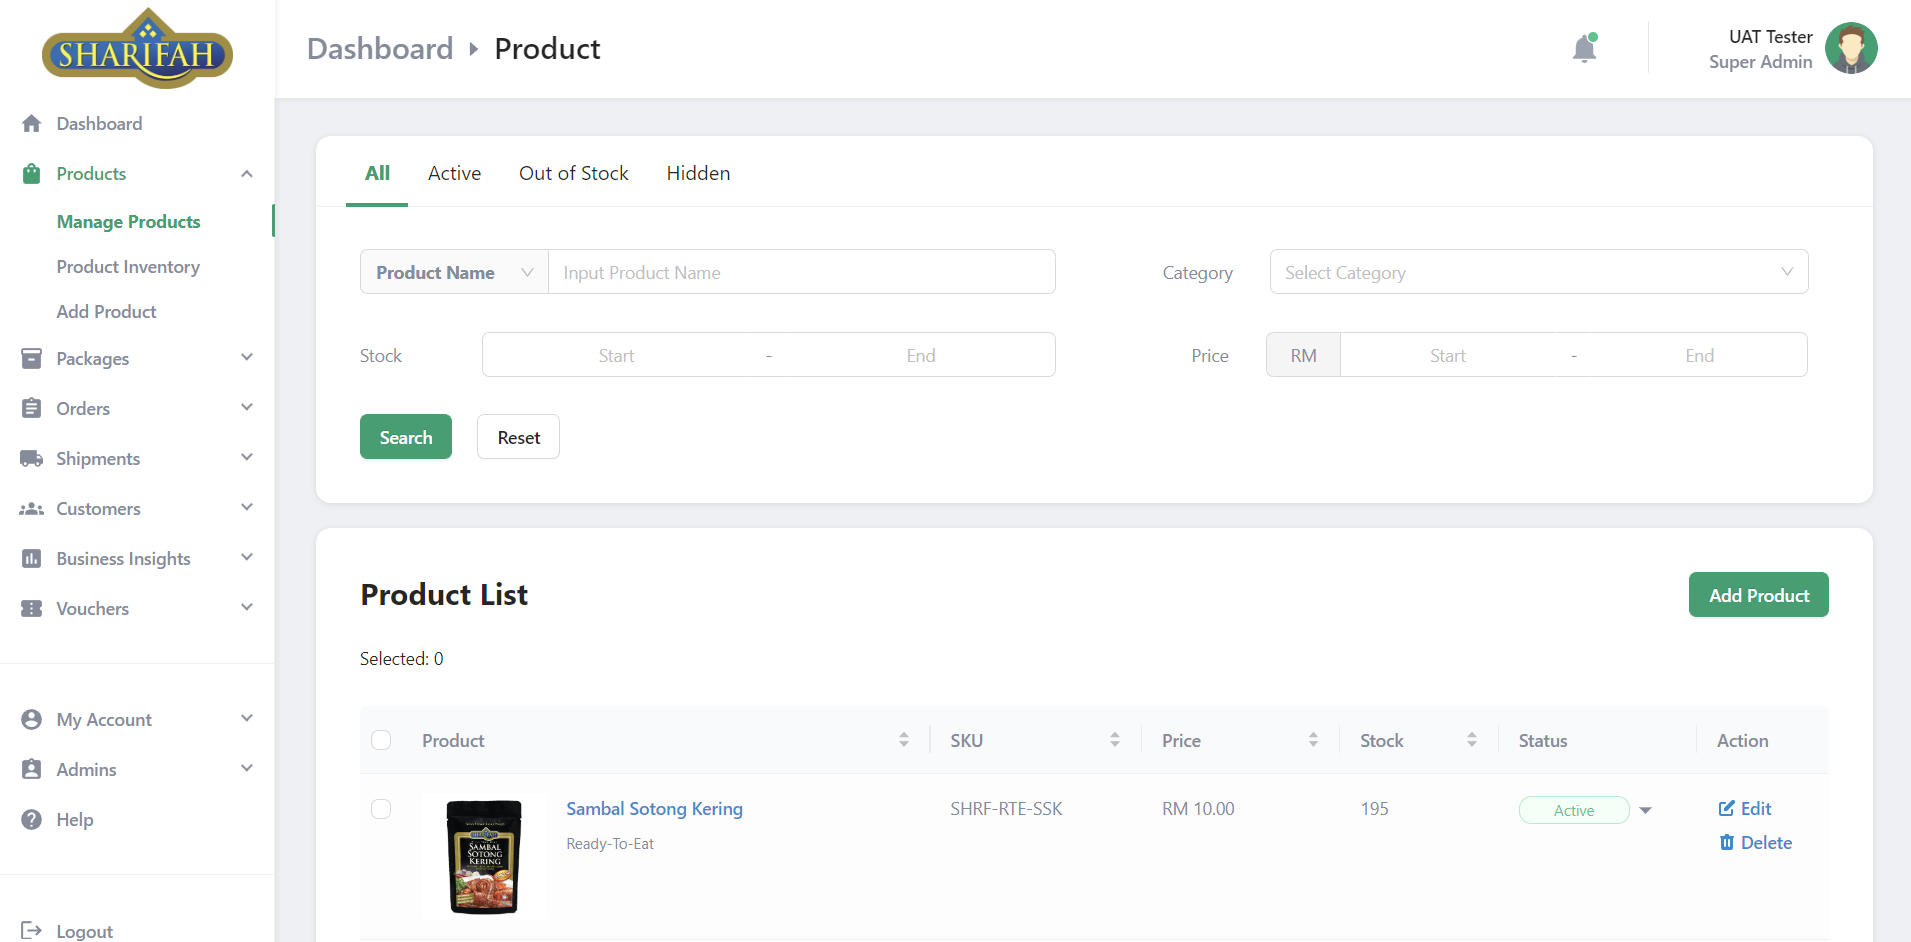 SHARIFAH
Dashboard
Products
Manage Products
Product Inventory
Add Product
Packages
Orders
Shipments
Customers
Business Insights
Vouchers
My Account
Admins
Help
Logout
Dashboard Product
UAT Tester
Super Admin
All Active Out of Stock Hidden
Product Name Input Product Name Category Select Category
Stock Start - End Price RM Start - End
Search Reset
Product List Add Product
Selected: 0
Product SKU Price Stock Status Action
Sambal Sotong Kering SHRF-RTE-SSK RM 10.00 195 Active Edit
Ready-To-Eat Delete
SHARIFAH
SAMBAL
SOTONG
KERING